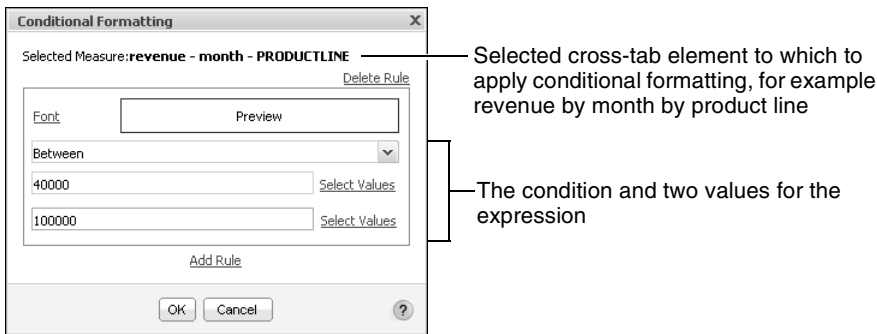 Conditional Formatting
x
Selected Measure:revenue - month - PRODUCTLINE
Delete Rule
Font
Preview
Between
40000
Select Values
100000
Select Values
Add Rule
OK
Cancel
?
Selected cross-tab element to which to
apply conditional formatting, for example
revenue by month by product line
The condition and two values for the
expression